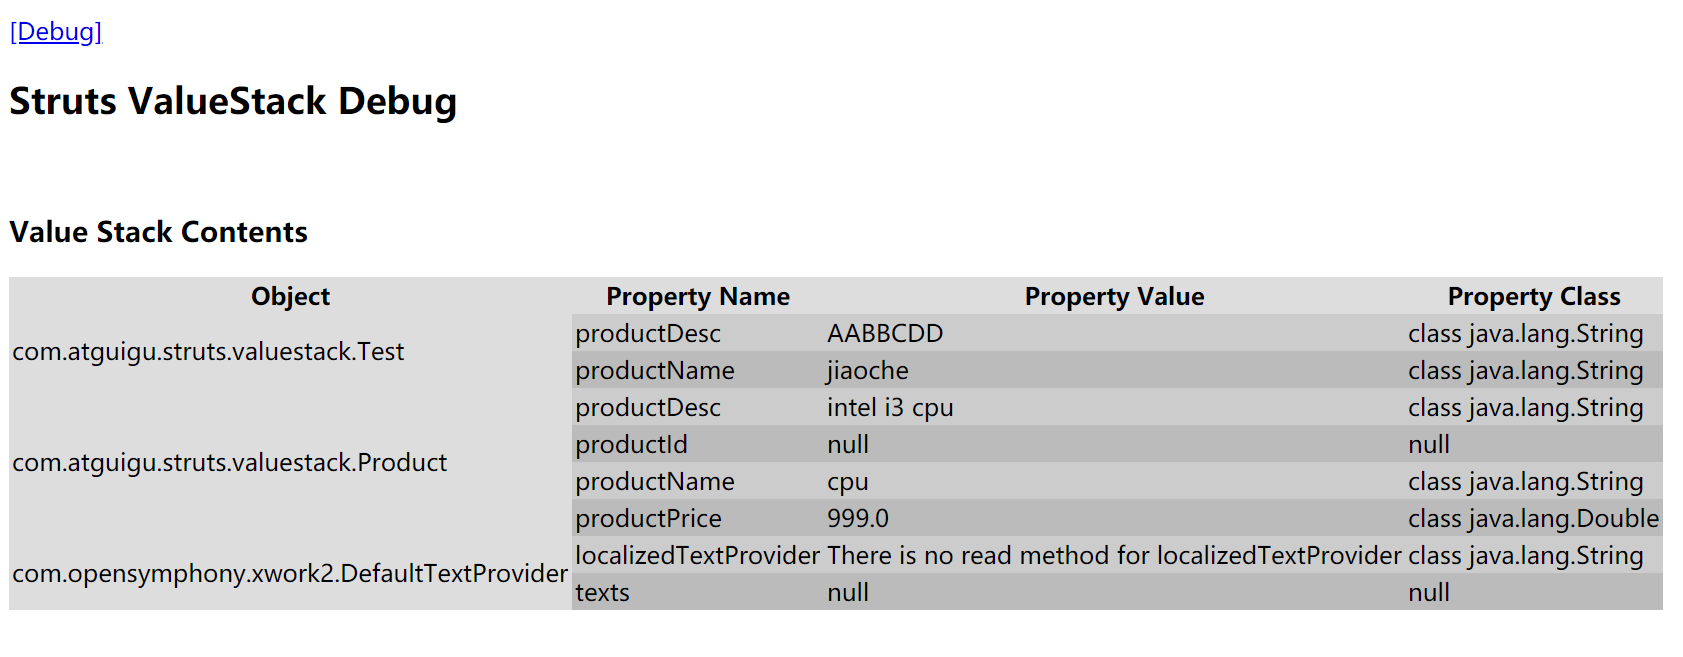 [Debug]
Struts ValueStack Debug
Value Stack Contents
Object Property Name Property Value Property Class
com.atguigu.struts.valuestack.Test productDesc AABBCDD class java.lang.String
productName jiaoche class java.lang.String
com.atguigu.struts.valuestack.Product productDesc intel i3 cpu class java.lang.String
productId null null
productName cpu class java.lang.String
productPrice 999.0 class java.lang.Double
com.opensymphony.xwork2.DefaultTextProvider localizedTextProvider There is no read method for localizedTextProvider class java.lang.String
texts null null